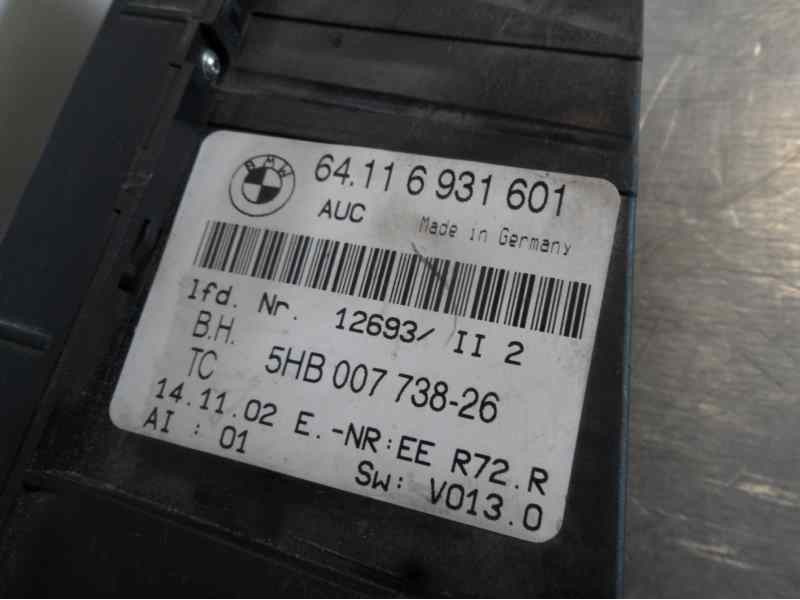 BMW
64.11 6 931 601
AUC Made in Germany
lfd. Nr. 12693/ II 2
B.H.
TC 5HB 007 738-26
14.11.02 E.-NR:EE R72.R
AI : 01 Sw: V013.0